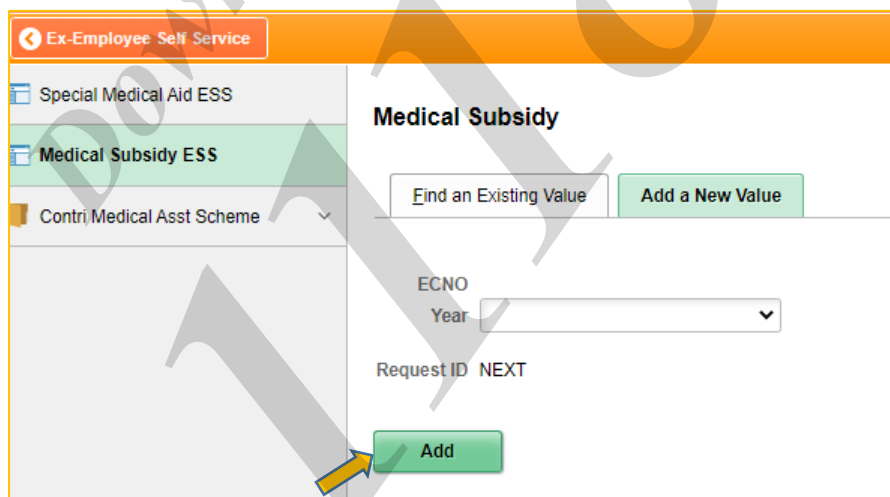 Ex-Employee Self Service
Special Medical Aid ESS
Medical Subsidy ESS
Contri Medical Asst Scheme
Medical Subsidy
Find an Existing Value
Add a New Value
ECNO
Year
Request ID NEXT
Add